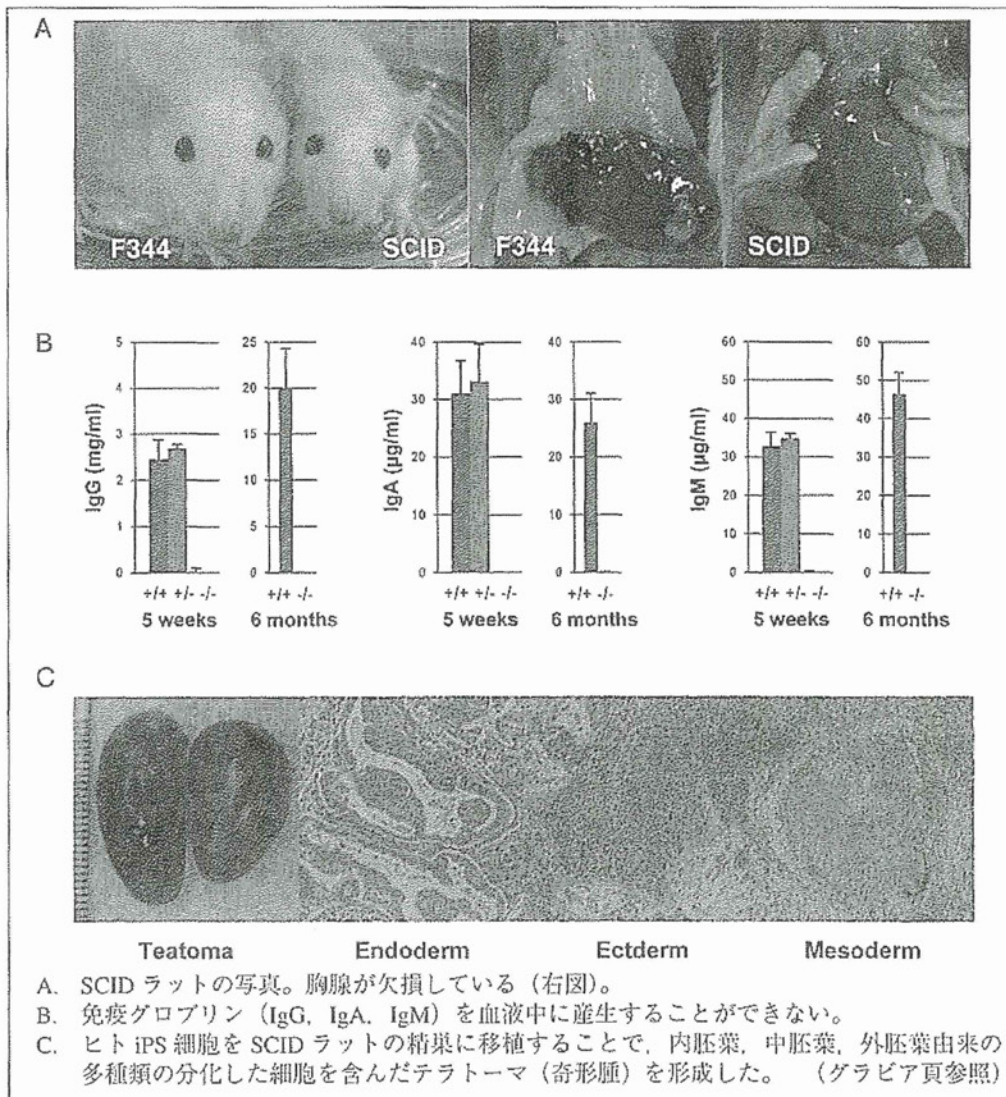 A
F344
SCID
F344
SCID
B
IgG (mg/ml)
5
4
3
2
1
0
+/+ +/- -/-
5 weeks
25
20
15
10
5
0
+/+ -/-
6 months
IgA (µg/ml)
40
30
20
10
0
+/+ +/- -/-
5 weeks
40
30
20
10
0
+/+ -/-
6 months
IgM (µg/ml)
60
50
40
30
20
10
0
+/+ +/- -/-
5 weeks
60
50
40
30
20
10
0
+/+ -/-
6 months
C
Teatoma
Endoderm
Ectderm
Mesoderm
A. SCID ラットの写真。胸腺が欠損している（右図）。
B. 免疫グロブリン（IgG, IgA, IgM）を血液中に産生することができない。
C. ヒト iPS 細胞を SCID ラットの精巣に移植することで，内胚葉，中胚葉，外胚葉由来の
多種類の分化した細胞を含んだテラトーマ（奇形腫）を形成した。 （グラビア頁参照）